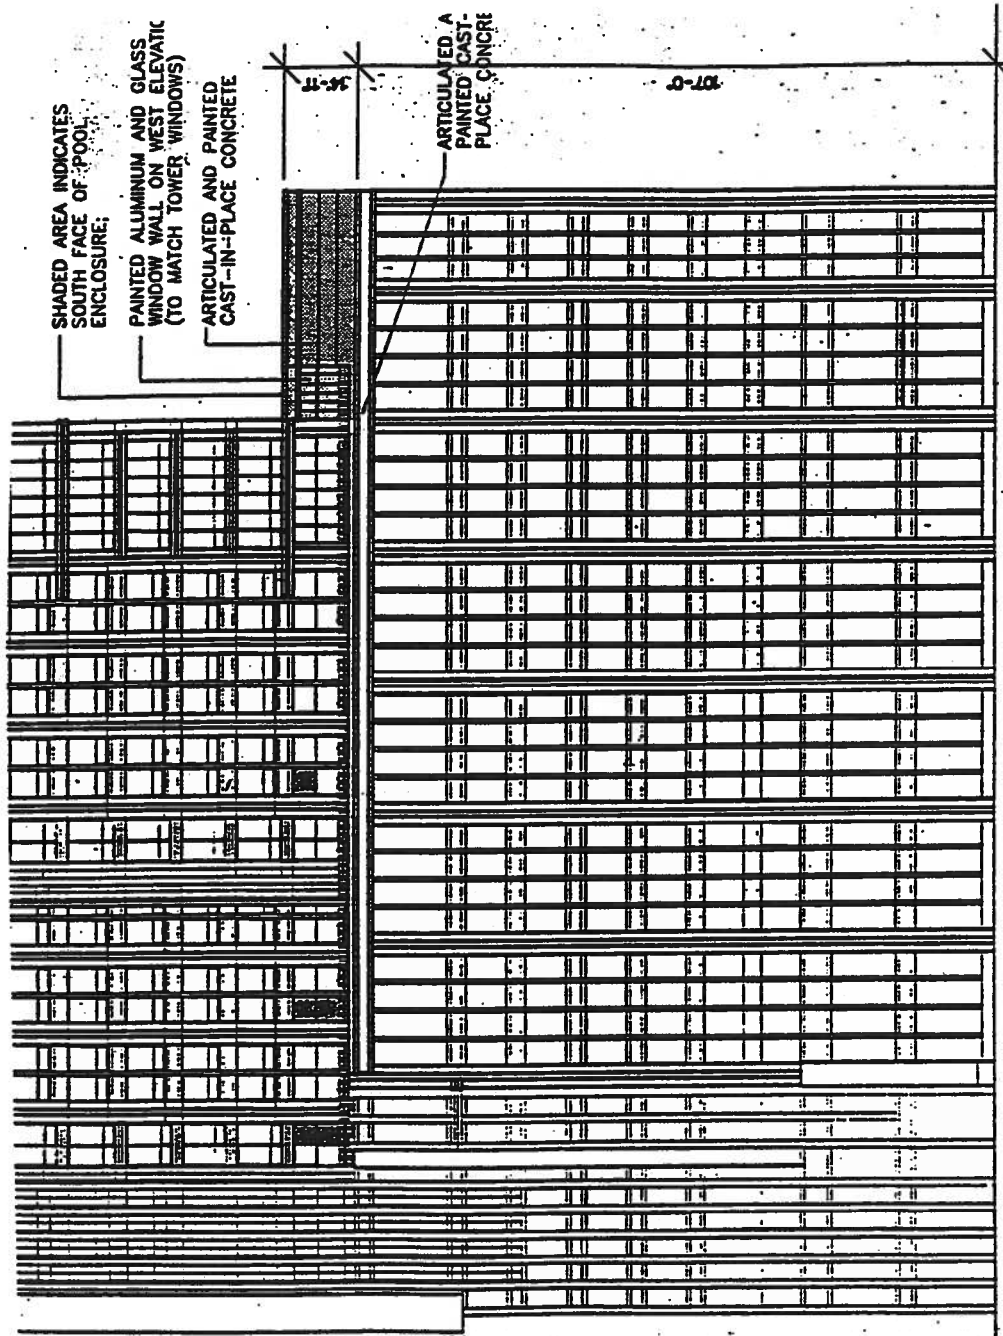 SHADED AREA INDICATES
SOUTH FACE OF POOL
ENCLOSURE;
PAINTED ALUMINUM AND GLASS
WINDOW WALL ON WEST ELEVATIC
(TO MATCH TOWER WINDOWS)
ARTICULATED AND PAINTED
CAST-IN-PLACE CONCRETE
ARTICULATED A
PAINTED CAST-
PLACE CONCRE
107'-0"